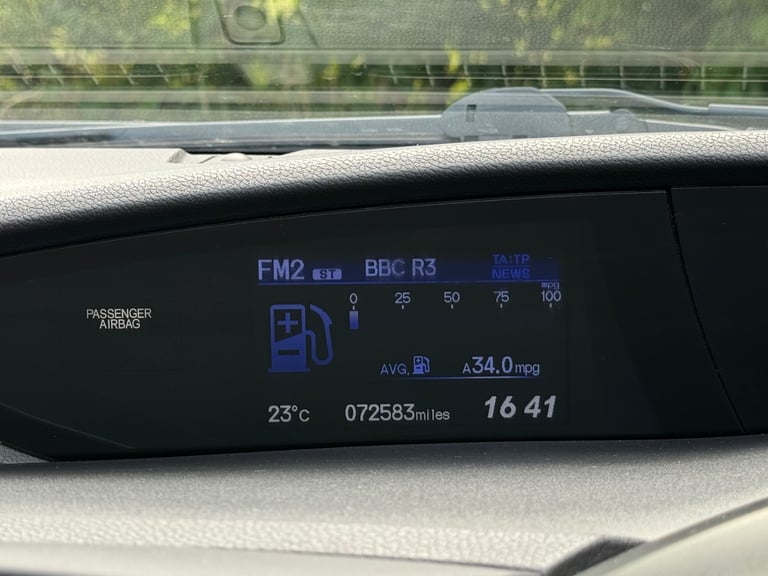 FM2 ST BBC R3 TA:TP
NEWS
mpg
0 25 50 75 100
PASSENGER
AIRBAG
AVG. A34.0mpg
23°C 072583miles 16 41